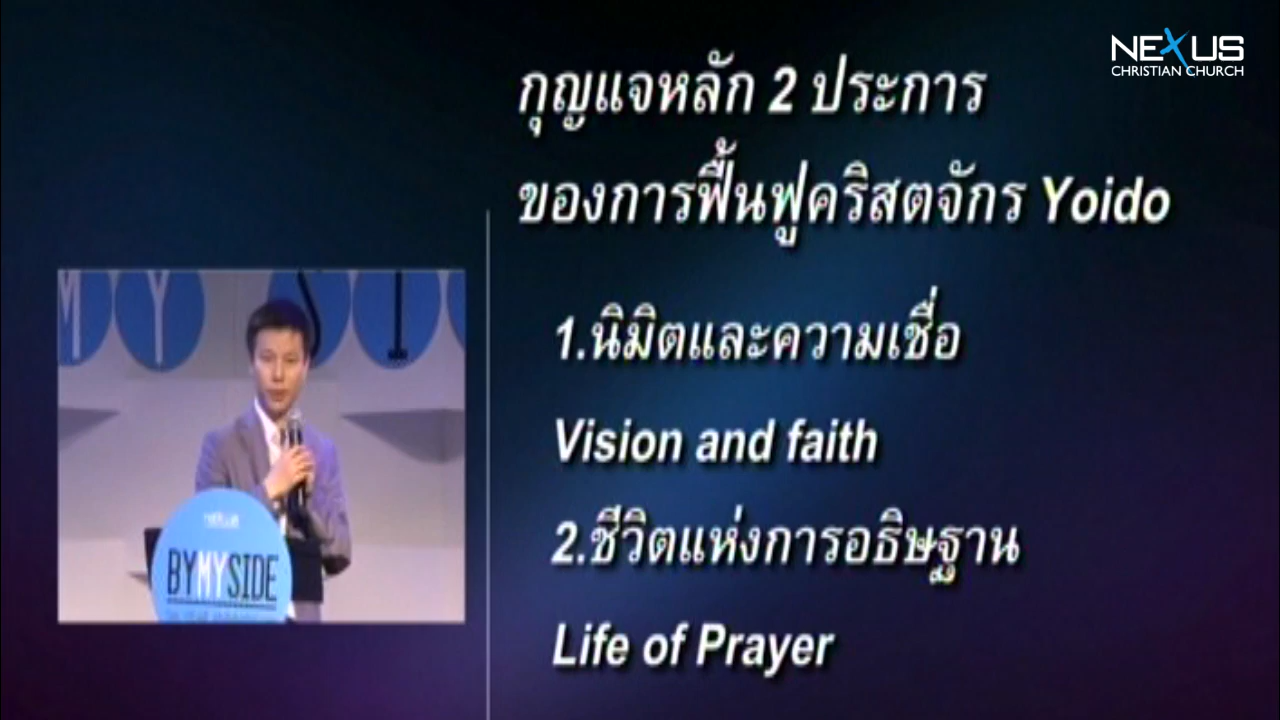 NEXUS
CHRISTIAN CHURCH
กุญแจหลัก 2 ประการ
ของการฟื้นฟูคริสตจักร Yoido
1.นิมิตและความเชื่อ
Vision and faith
2.ชีวิตแห่งการอธิษฐาน
Life of Prayer
MY SI
NEXUS
BYMYSIDE